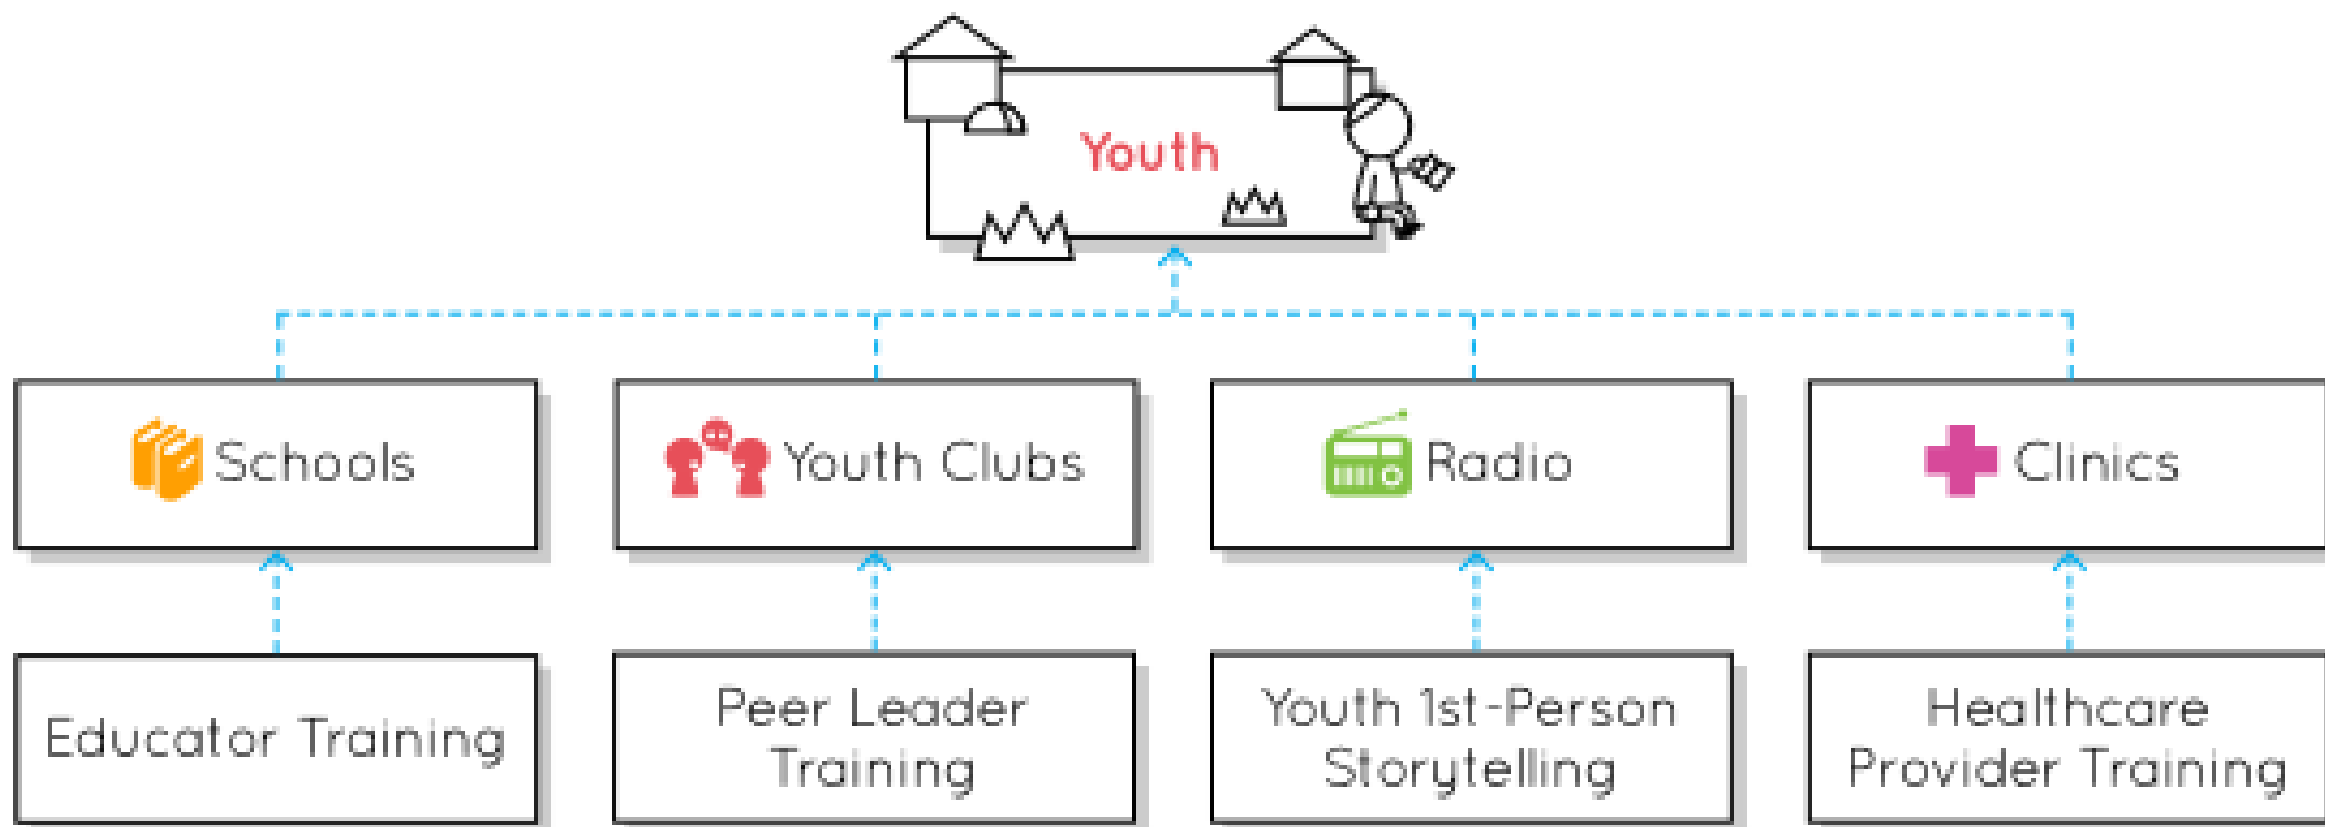 Youth
Schools
Youth Clubs
Radio
Clinics
Educator Training
Peer Leader
Training
Youth 1st-Person
Storytelling
Healthcare
Provider Training